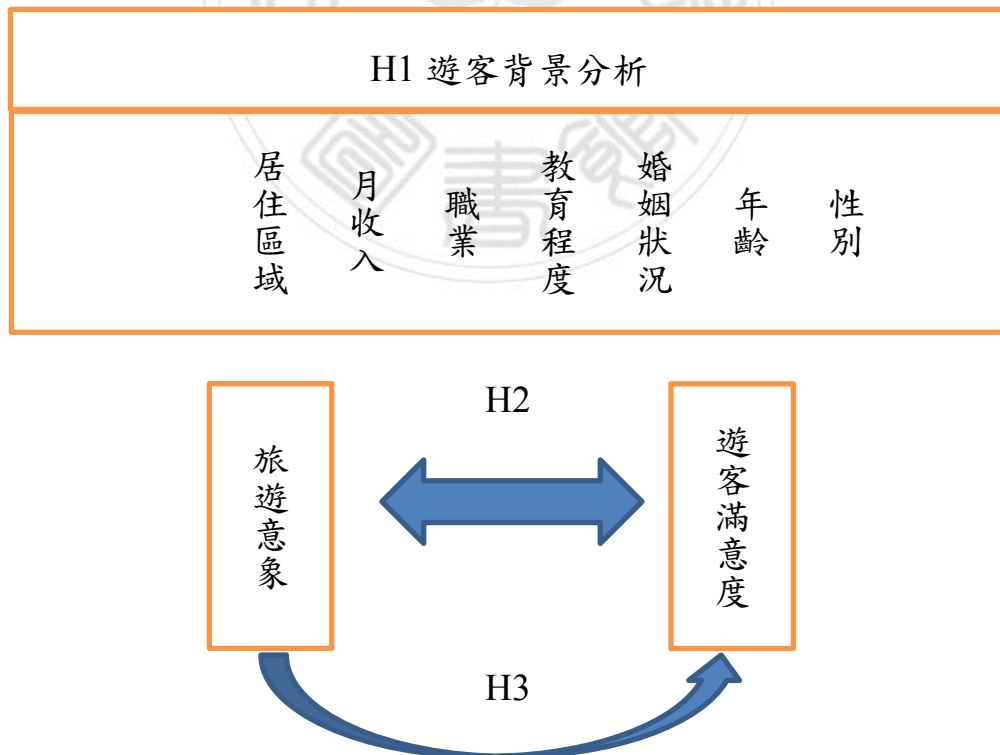 H1 遊客背景分析
性別
年齡
婚姻狀況
教育程度
職業
月收入
居住區域
H2
旅遊意象
遊客滿意度
H3